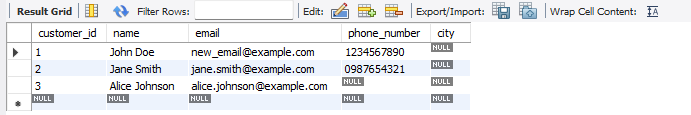 Result Grid Filter Rows: Edit: Export/Import: Wrap Cell Content: IA
customer_id name email phone_number city
1 John Doe new_email@example.com 1234567890 NULL
2 Jane Smith jane.smith@example.com 0987654321 NULL
3 Alice Johnson alice.johnson@example.com NULL NULL
NULL NULL NULL NULL NULL